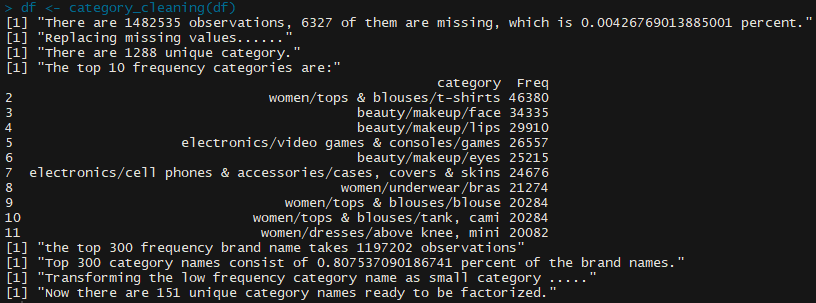 > df <- category_cleaning(df)
[1] "There are 1482535 observations, 6327 of them are missing, which is 0.00426769013885001 percent."
[1] "Replacing missing values......"
[1] "There are 1288 unique category."
[1] "The top 10 frequency categories are:"
category Freq
2 women/tops & blouses/t-shirts 46380
3 beauty/makeup/face 34335
4 beauty/makeup/lips 29910
5 electronics/video games & consoles/games 26557
6 beauty/makeup/eyes 25215
7 electronics/cell phones & accessories/cases, covers & skins 24676
8 women/underwear/bras 21274
9 women/tops & blouses/blouse 20284
10 women/tops & blouses/tank, cami 20284
11 women/dresses/above knee, mini 20082
[1] "the top 300 frequency brand name takes 1197202 observations"
[1] "Top 300 category names consist of 0.807537090186741 percent of the brand names."
[1] "Transforming the low frequency category name as small category ....."
[1] "Now there are 151 unique category names ready to be factorized."